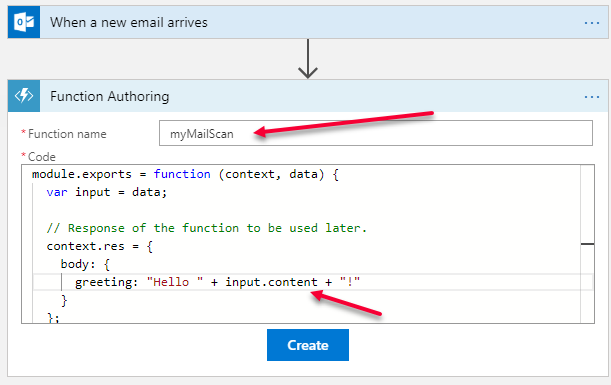 When a new email arrives
...
Function Authoring
...
* Function name
myMailScan
* Code
module.exports = function (context, data) {
  var input = data;
  // Response of the function to be used later.
  context.res = {
    body: {
      greeting: "Hello " + input.content + "!"
    }
  };
Create